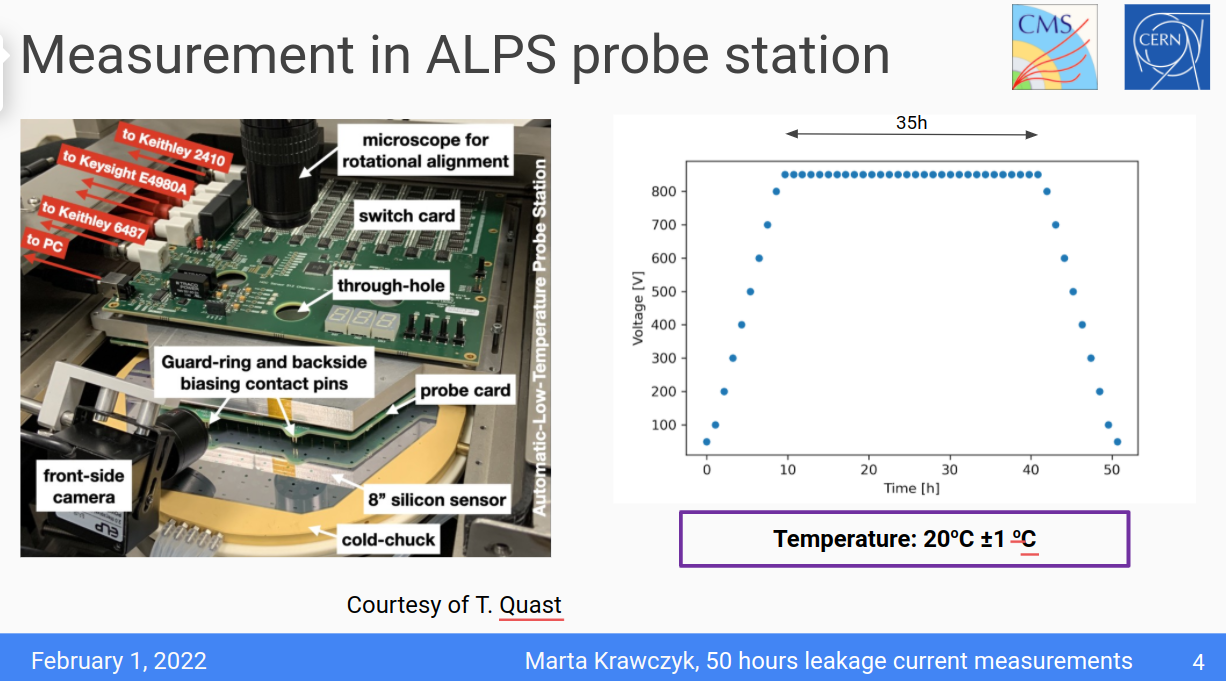 Measurement in ALPS probe station
CMS
CERN
to Keithley 2410
to Keysight E4980A
to Keithley 6487
to PC
microscope for
rotational alignment
switch card
through-hole
Guard-ring and backside
biasing contact pins
probe card
front-side
camera
8” silicon sensor
cold-chuck
Automatic-Low-Temperature Probe Station
ELP
35h
800
700
600
500
400
300
200
100
Voltage [V]
0 10 20 30 40 50
Time [h]
Temperature: 20ºC ±1 ºC
Courtesy of T. Quast
February 1, 2022
Marta Krawczyk, 50 hours leakage current measurements
4